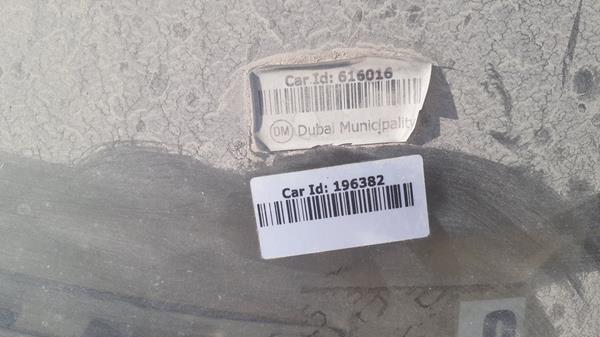 Car Id: 616016
DM Dubai Municipality
Car Id: 196382